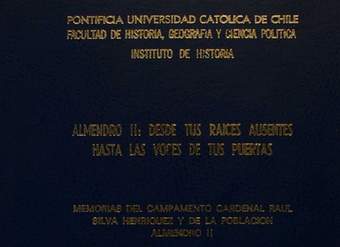 PONTIFICIA UNIVERSIDAD CATOLICA DE CHILE
FACULTAD DE HISTORIA, GEOGRAFIA Y CIENCIA POLITICA
INSTITUTO DE HISTORIA
ALMENDRO II: DESDE TUS RAICES AUSENTES
HASTA LAS VOCES DE TUS PUERTAS
MEMORIAS DEL CAMPAMENTO CARDENAL RAUL
SILVA HENRIQUEZ Y DE LA POBLACION
ALMENDRO II